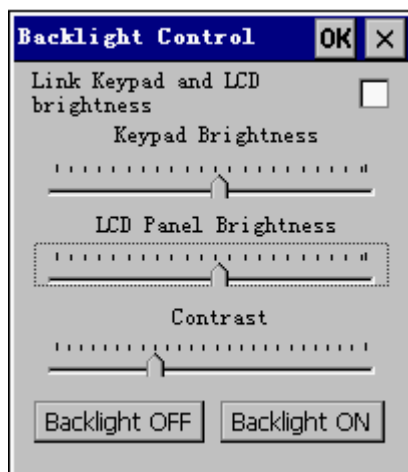 Backlight Control OK ×
Link Keypad and LCD
brightness
Keypad Brightness
LCD Panel Brightness
Contrast
Backlight OFF Backlight ON